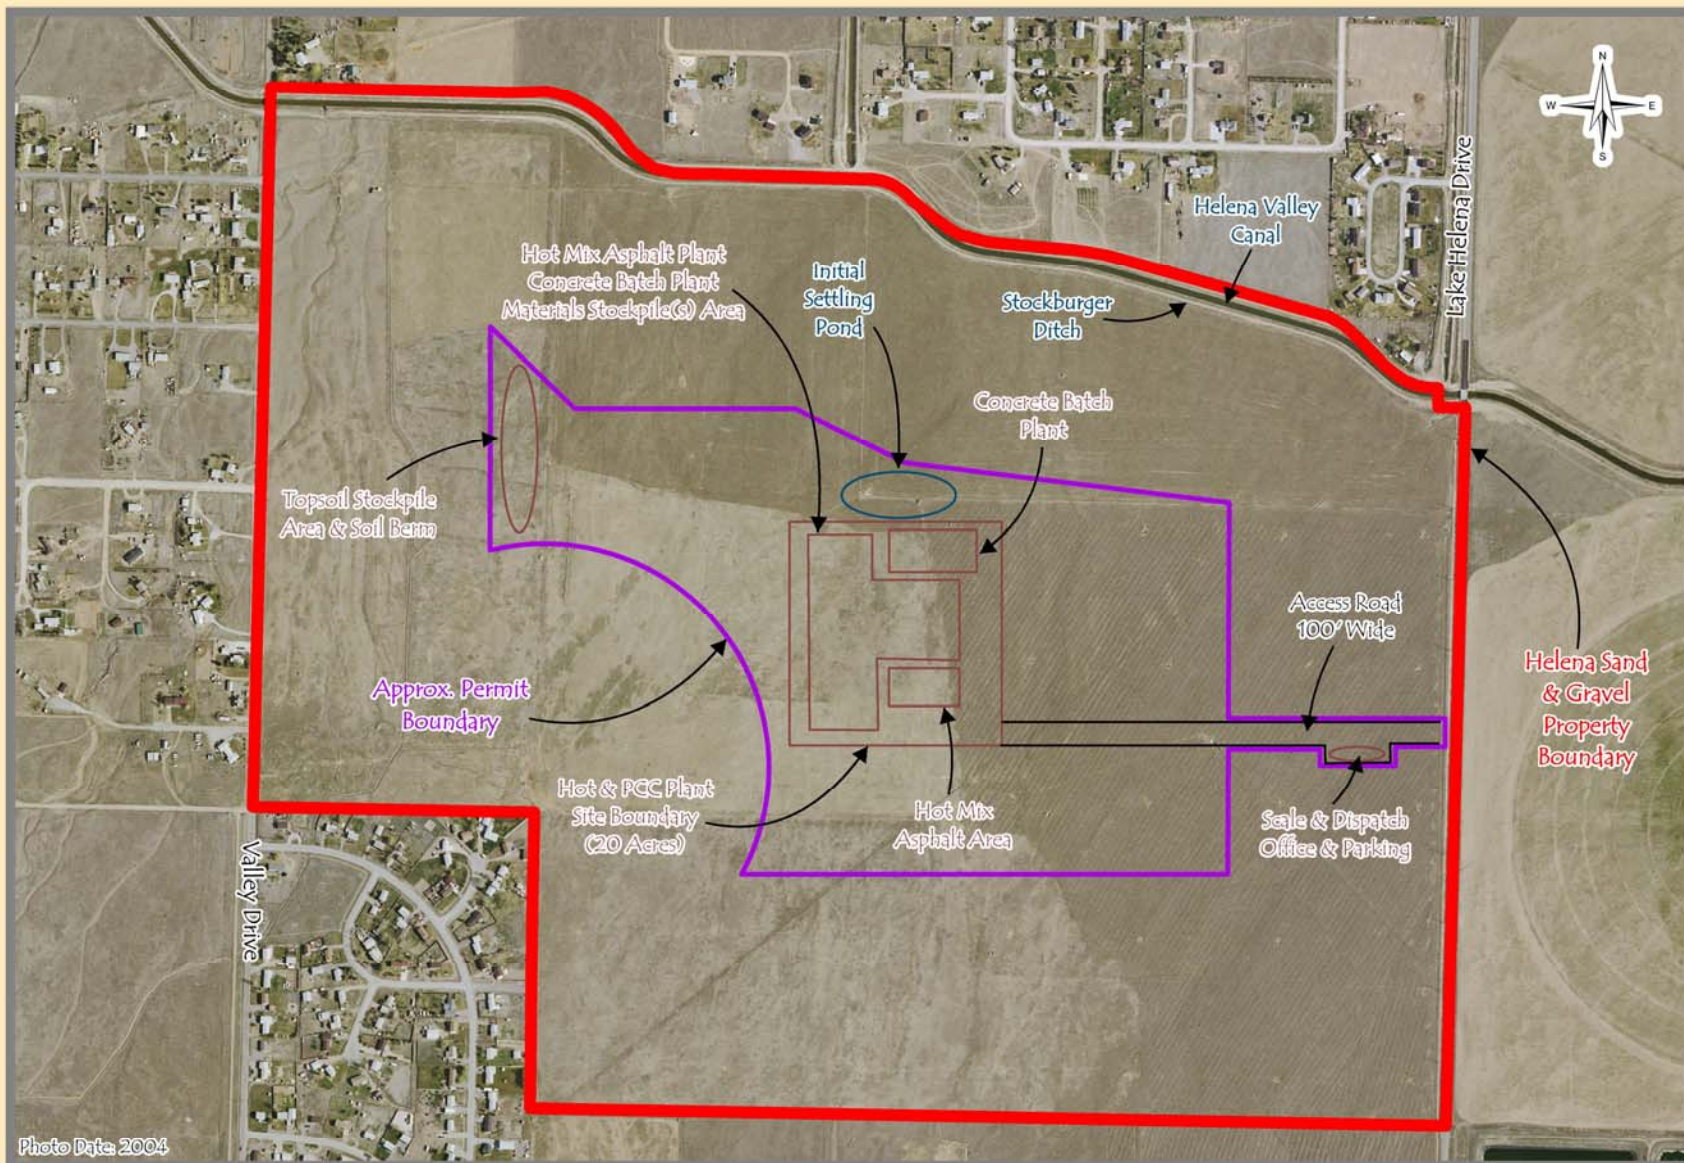 N
W
E
S
Lake Helena Drive
Helena Valley
Canal
Hot Mix Asphalt Plant
Concrete Batch Plant
Materials Stockpile(s) Area
Initial
Settling
Pond
Stockburger
Ditch
Concrete Batch
Plant
Topsoil Stockpile
Area & Soil Berm
Access Road
100' Wide
Helena Sand
& Gravel
Property
Boundary
Approx. Permit
Boundary
Hot & PCC Plant
Site Boundary
(20 Acres)
Hot Mix
Asphalt Area
Scale & Dispatch
Office & Parking
Valley Drive
Photo Date: 2004